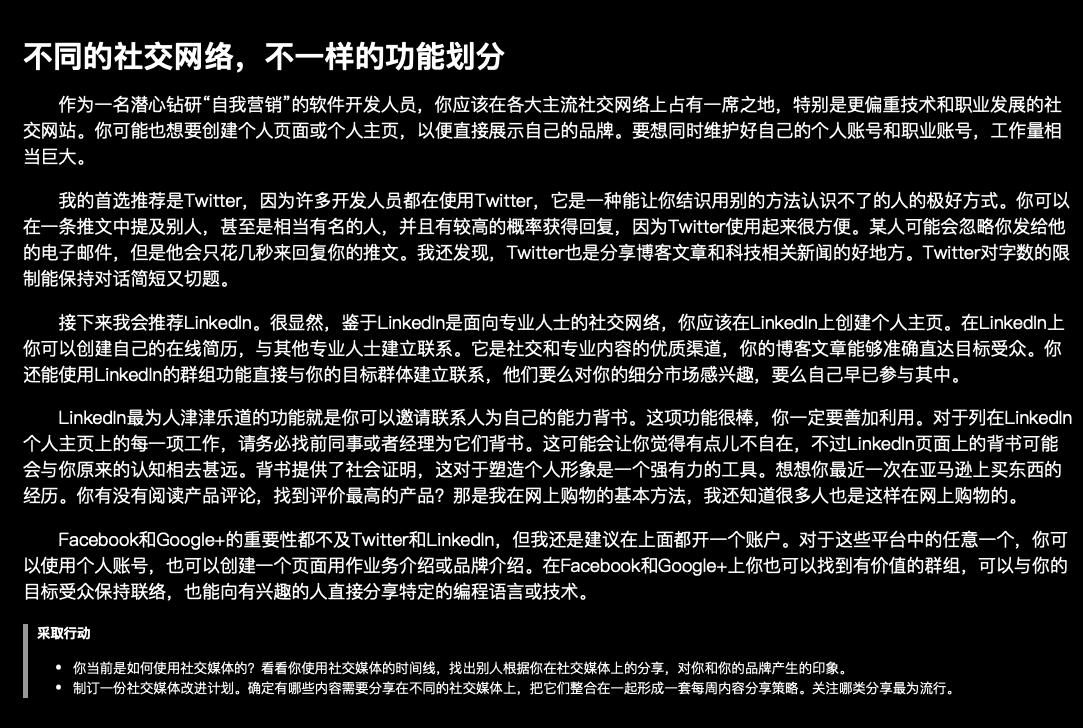 不同的社交网络，不一样的功能划分
作为一名潜心钻研“自我营销”的软件开发人员，你应该在各大主流社交网络上占有一席之地，特别是更偏重技术和职业发展的社
交网站。你可能也想要创建个人页面或个人主页，以便直接展示自己的品牌。要想同时维护好自己的个人账号和职业账号，工作量相
当巨大。
我的首选推荐是Twitter，因为许多开发人员都在使用Twitter，它是一种能让你结识用别的方法认识不了的人的极好方式。你可以
在一条推文中提及别人，甚至是相当有名的人，并且有较高的概率获得回复，因为Twitter使用起来很方便。某人可能会忽略你发给他
的电子邮件，但是他会只花几秒来回复你的推文。我还发现，Twitter也是分享博客文章和科技相关新闻的好地方。Twitter对字数的限
制能保持对话简短又切题。
接下来我会推荐LinkedIn。很显然，鉴于LinkedIn是面向专业人士的社交网络，你应该在LinkedIn上创建个人主页。在LinkedIn上
你可以创建自己的在线简历，与其他专业人士建立联系。它是社交和专业内容的优质渠道，你的博客文章能够准确直达目标受众。你
还能使用LinkedIn的群组功能直接与你的目标群体建立联系，他们要么对你的细分市场感兴趣，要么自己早已参与其中。
LinkedIn最为人津津乐道的功能就是你可以邀请联系人为自己的能力背书。这项功能很棒，你一定要善加利用。对于列在LinkedIn
个人主页上的每一项工作，请务必找前同事或者经理为它们背书。这可能会让你觉得有点儿不自在，不过LinkedIn页面上的背书可能
会与你原来的认知相去甚远。背书提供了社会证明，这对于塑造个人形象是一个强有力的工具。想想你最近一次在亚马逊上买东西的
经历。你有没有阅读产品评论，找到评价最高的产品？那是我在网上购物的基本方法，我还知道很多人也是这样在网上购物的。
Facebook和Google+的重要性都不及Twitter和LinkedIn，但我还是建议在上面都开一个账户。对于这些平台中的任意一个，你可
以使用个人账号，也可以创建一个页面用作业务介绍或品牌介绍。在Facebook和Google+上你也可以找到有价值的群组，可以与你的
目标受众保持联络，也能向有兴趣的人直接分享特定的编程语言或技术。
采取行动
• 你当前是如何使用社交媒体的？看看你使用社交媒体的时间线，找出别人根据你在社交媒体上的分享，对你和你的品牌产生的印象。
• 制订一份社交媒体改进计划。确定有哪些内容需要分享在不同的社交媒体上，把它们整合在一起形成一套每周内容分享策略。关注哪类分享最为流行。